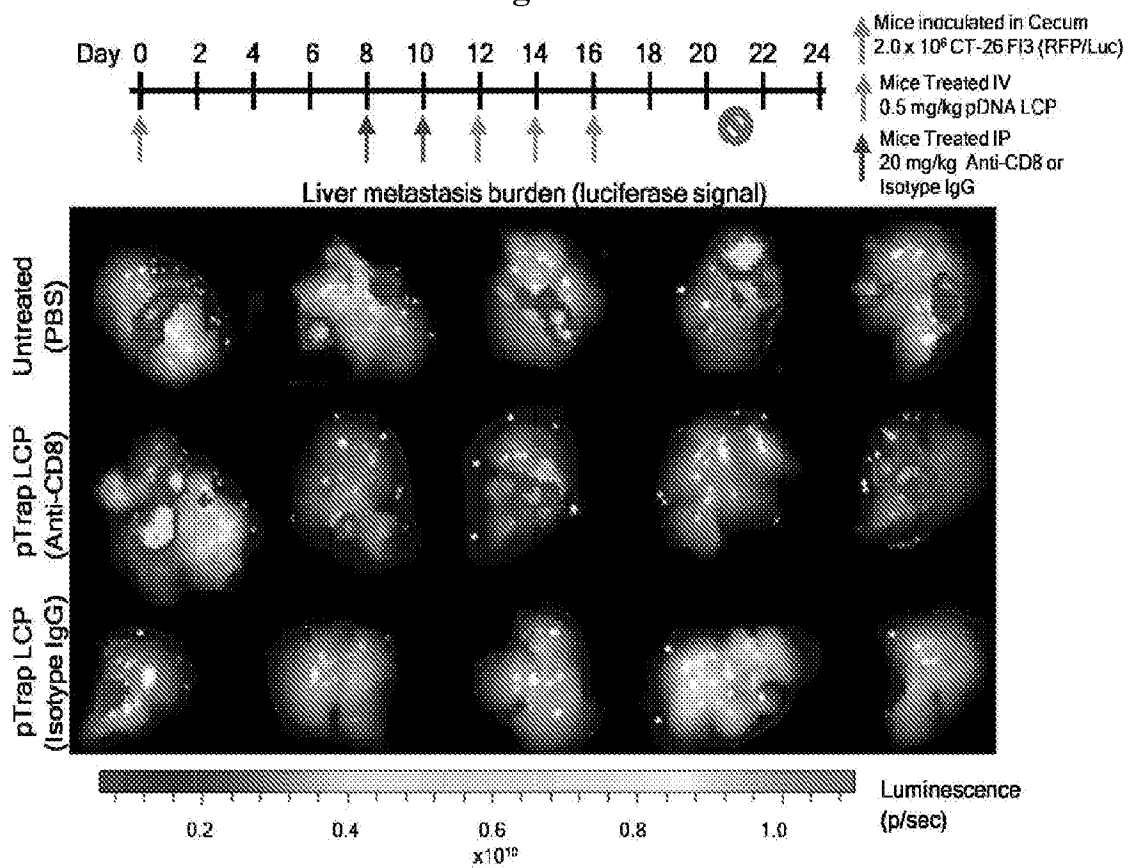 Day 0 2 4 6 8 10 12 14 16 18 20 22 24
Mice inoculated in Cecum
2.0 x 10⁶ CT-26 FI3 (RFP/Luc)
Mice Treated IV
0.5 mg/kg pDNA LCP
Mice Treated IP
20 mg/kg Anti-CD8 or
Isotype IgG
Liver metastasis burden (luciferase signal)
Untreated
(PBS)
pTrap LCP
(Anti-CD8)
pTrap LCP
(Isotype IgG)
0.2 0.4 0.6 0.8 1.0
x10¹⁰
Luminescence
(p/sec)